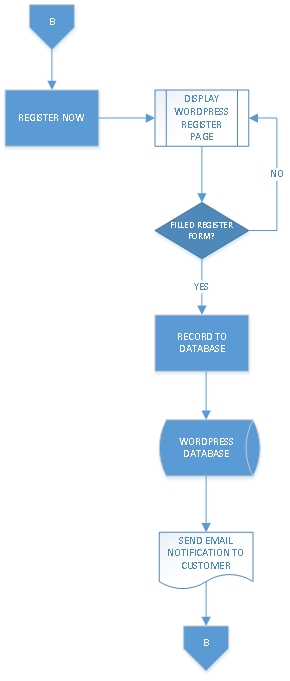 B
REGISTER NOW
DISPLAY
WORDPRESS
REGISTER
PAGE
NO
FILLED REGISTER
FORM?
YES
RECORD TO
DATABASE
WORDPRESS
DATABASE
SEND EMAIL
NOTIFICATION TO
CUSTOMER
B